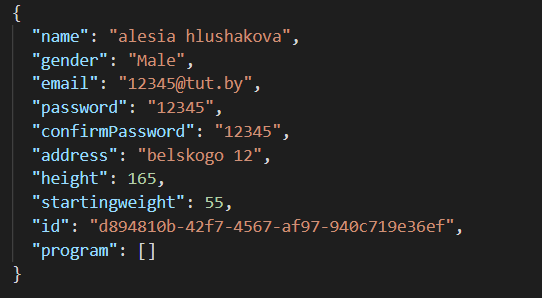 {
"name": "alesia hlushakova",
"gender": "Male",
"email": "12345@tut.by",
"password": "12345",
"confirmPassword": "12345",
"address": "belskogo 12",
"height": 165,
"startingweight": 55,
"id": "d894810b-42f7-4567-af97-940c719e36ef",
"program": []
}